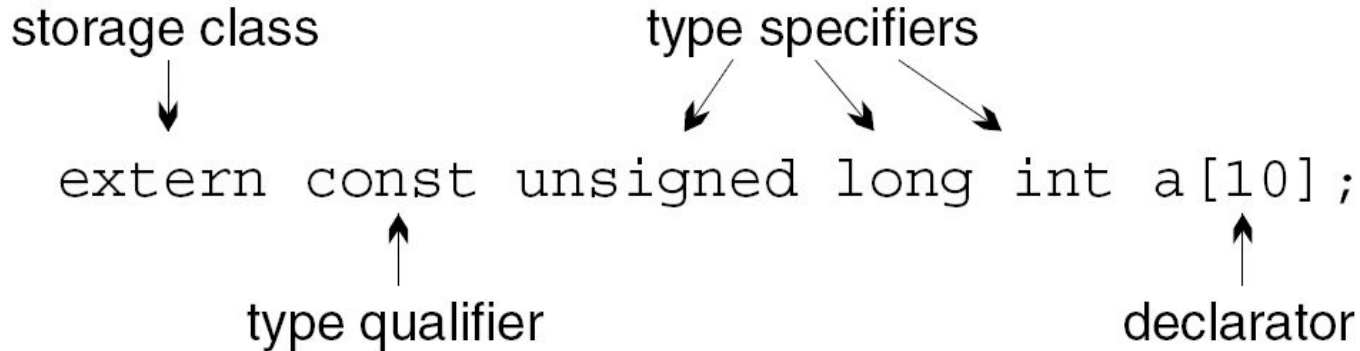 storage class type specifiers
extern const unsigned long int a[10];
type qualifier declarator